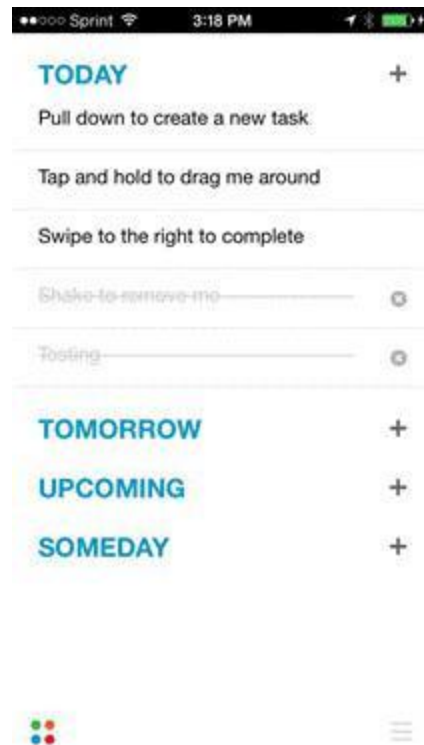 Sprint 3:18 PM
TODAY +
Pull down to create a new task
Tap and hold to drag me around
Swipe to the right to complete
Shake to remove me
Testing
TOMORROW +
UPCOMING +
SOMEDAY +